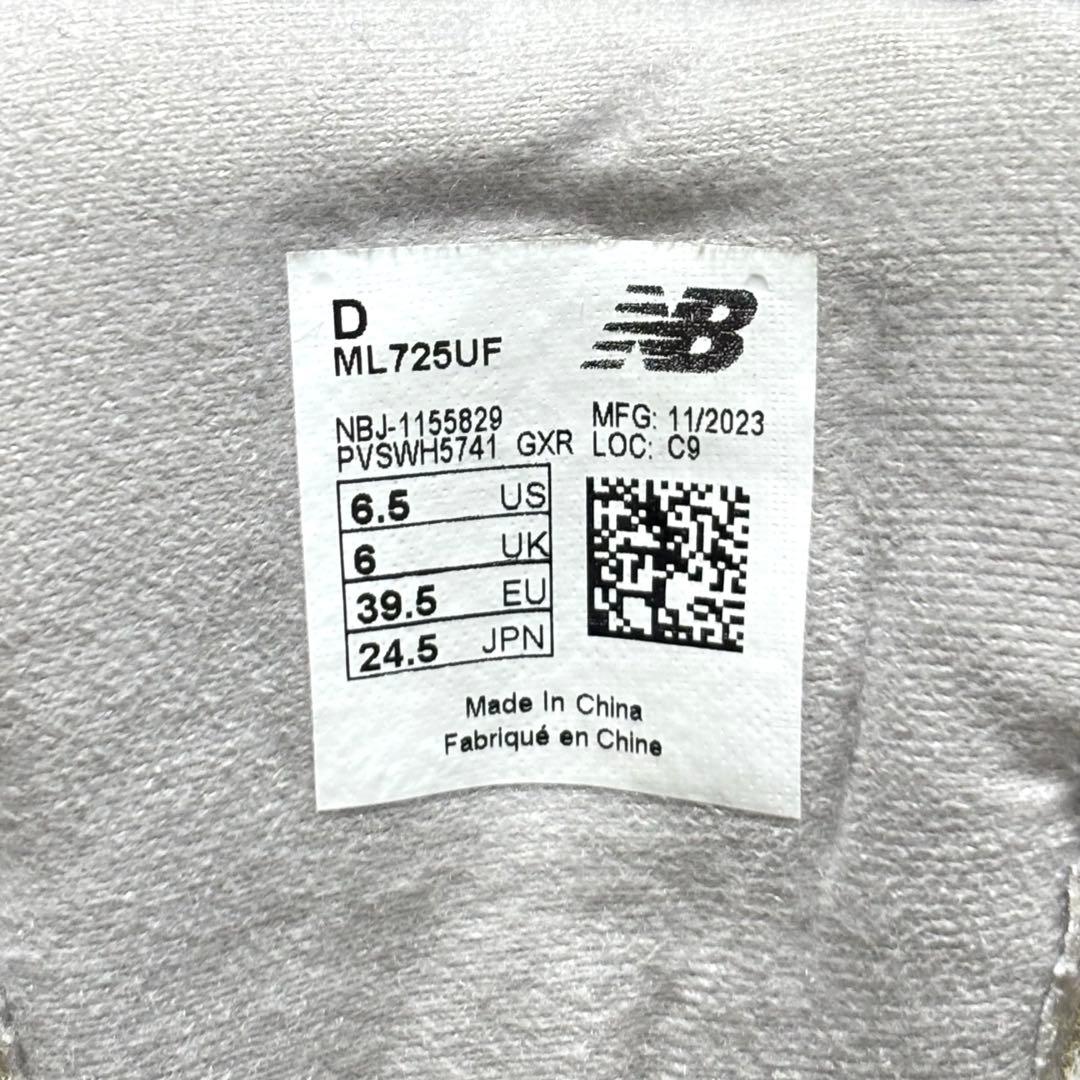 D
NB
ML725UF
NBJ-1155829
PVSWH5741 GXR
MFG: 11/2023
LOC: C9
6.5 US
6 UK
39.5 EU
24.5 JPN
Made In China
Fabriqué en Chine